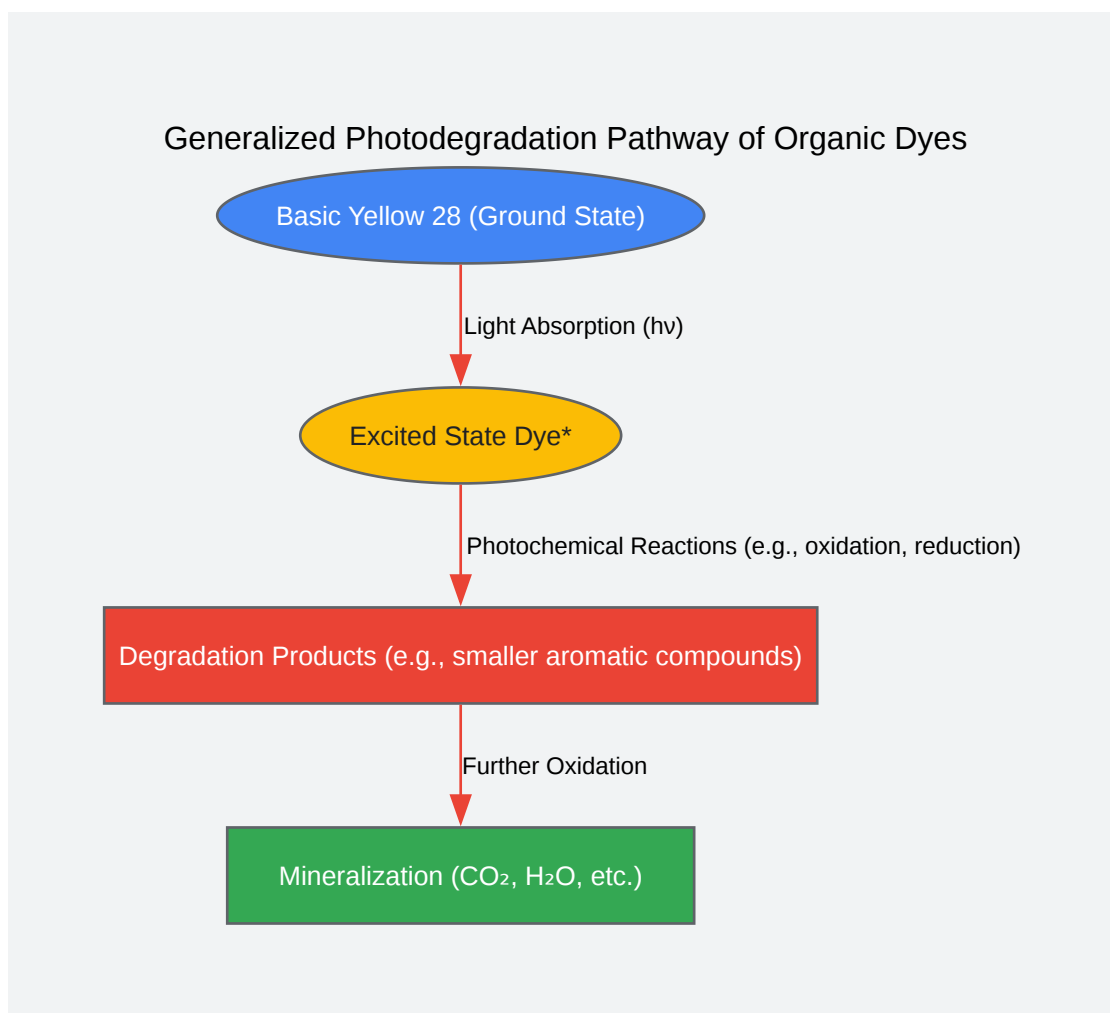 Generalized Photodegradation Pathway of Organic Dyes
Basic Yellow 28 (Ground State)
Light Absorption (hν)
Excited State Dye*
Photochemical Reactions (e.g., oxidation, reduction)
Degradation Products (e.g., smaller aromatic compounds)
Further Oxidation
Mineralization (CO₂, H₂O, etc.)